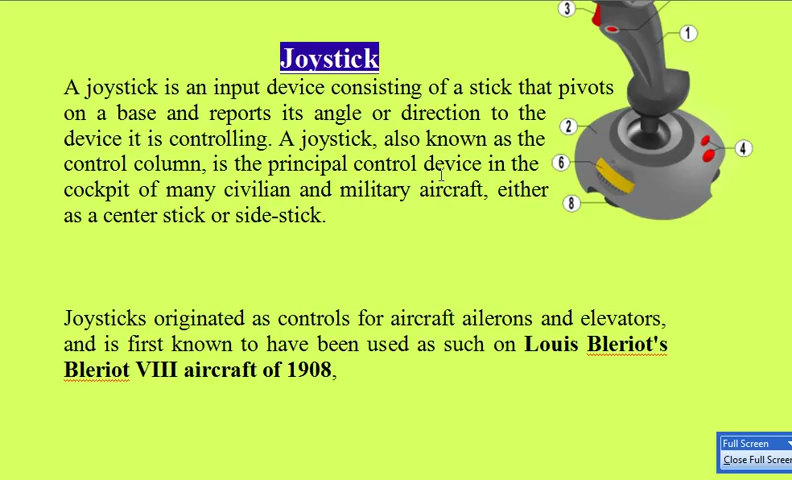 Joystick
A joystick is an input device consisting of a stick that pivots
on a base and reports its angle or direction to the
device it is controlling. A joystick, also known as the
control column, is the principal control device in the
cockpit of many civilian and military aircraft, either
as a center stick or side-stick.
3
1
2
4
6
8
Joysticks originated as controls for aircraft ailerons and elevators,
and is first known to have been used as such on Louis Bleriot's
Bleriot VIII aircraft of 1908,
Full Screen
Close Full Screen